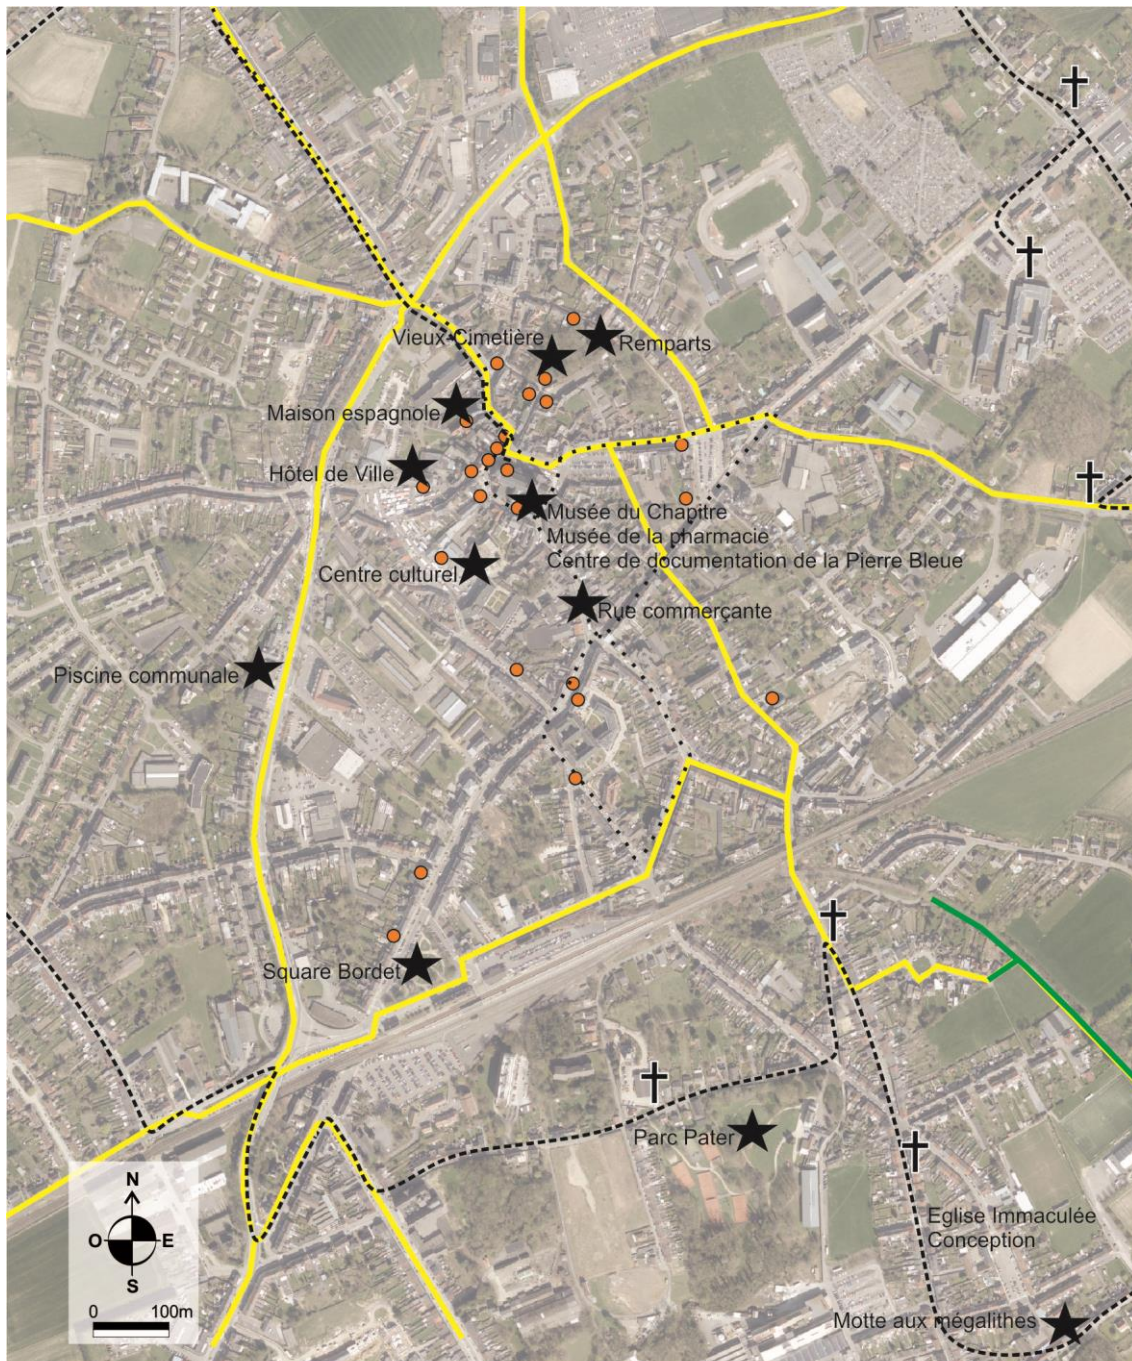 Vieux Cimetière
Remparts
Maison espagnole
Hôtel de Ville
Musée du Chapitre
Musée de la pharmacie
Centre de documentation de la Pierre Bleue
Centre culturel
Rue commerçante
Piscine communale
Square Bordet
Parc Pater
Eglise Immaculée
Conception
Motte aux mégalithes
N
O E
S
0 100m